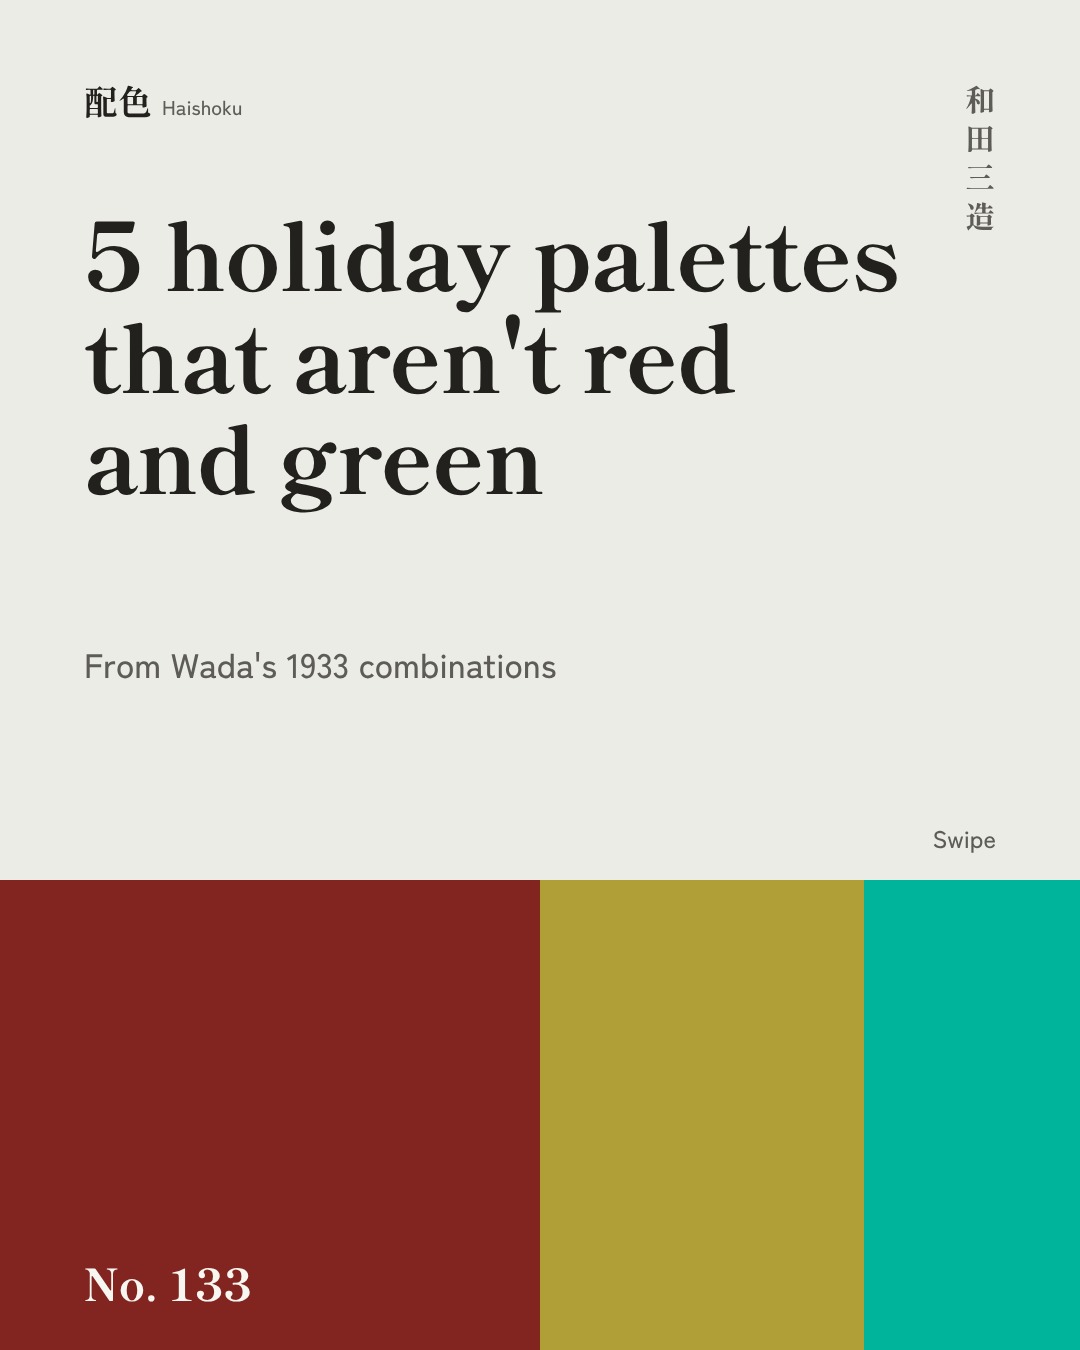 配色 Haishoku
和田三造
5 holiday palettes
that aren't red
and green
From Wada's 1933 combinations
Swipe
No. 133